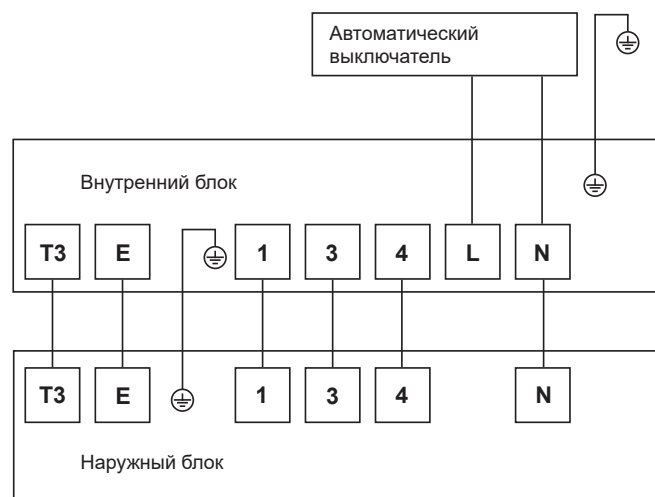 Автоматический
выключатель
Внутренний блок
T3 E 1 3 4 L N
T3 E 1 3 4 N
Наружный блок